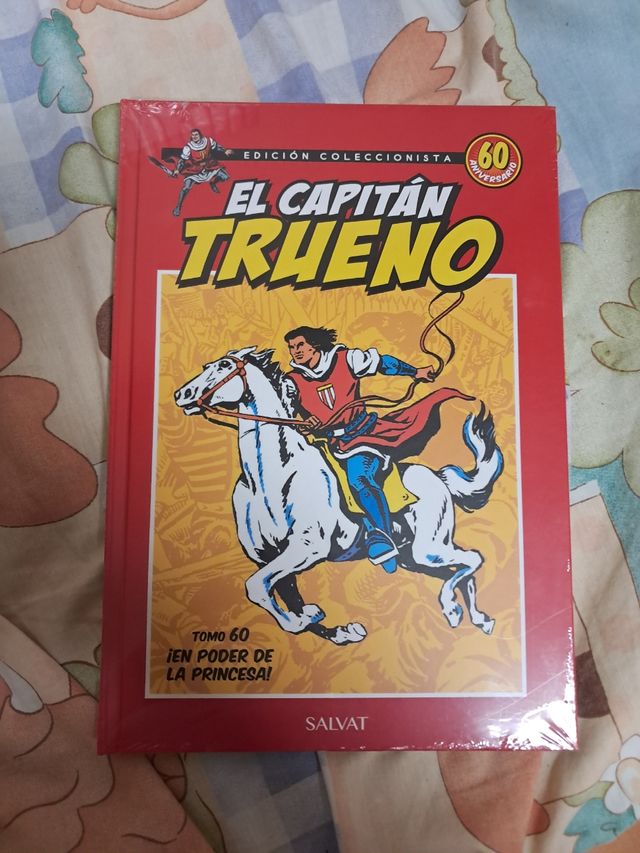 EDICIÓN COLECCIONISTA
60
ANIVERSARIO
EL CAPITÁN
TRUENO
TOMO 60
¡EN PODER DE
LA PRINCESA!
SALVAT